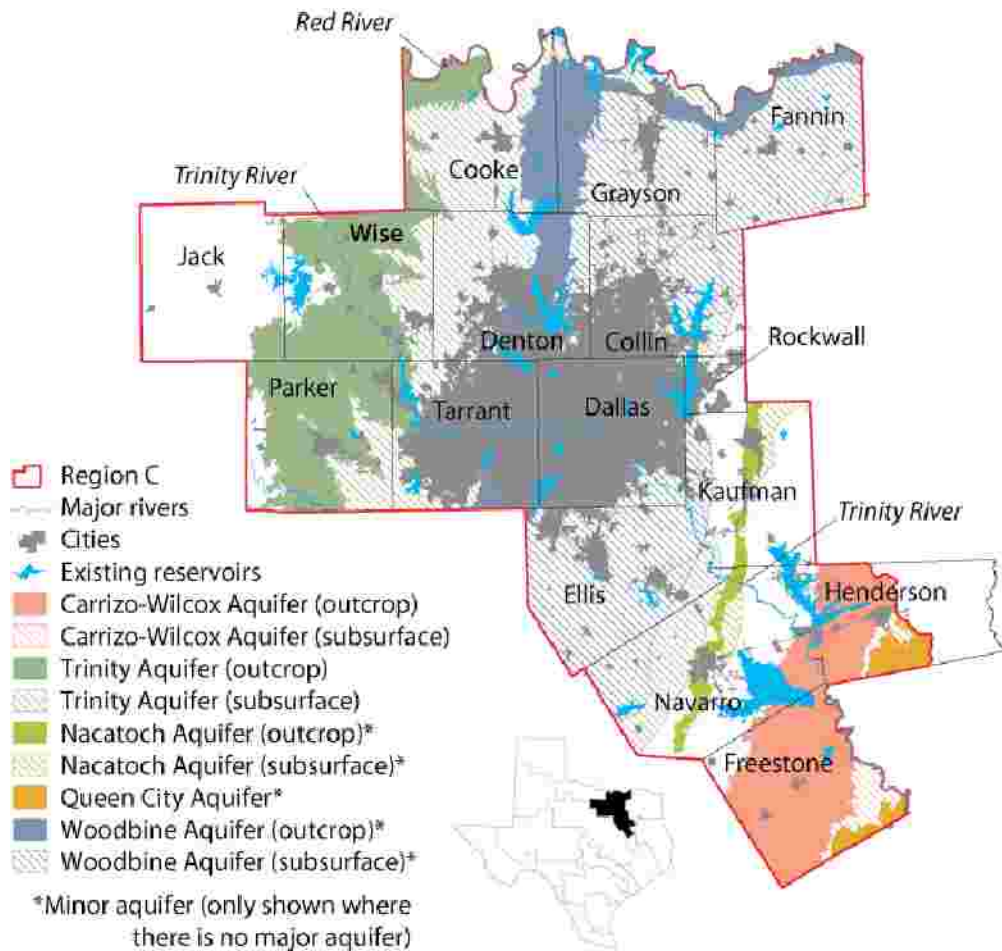 Red River
Fannin
Cooke
Grayson
Trinity River
Wise
Jack
Denton
Collin
Rockwall
Parker
Tarrant
Dallas
Kaufman
Trinity River
Ellis
Henderson
Navarro
Freestone
Region C
Major rivers
Cities
Existing reservoirs
Carrizo-Wilcox Aquifer (outcrop)
Carrizo-Wilcox Aquifer (subsurface)
Trinity Aquifer (outcrop)
Trinity Aquifer (subsurface)
Nacatoch Aquifer (outcrop)*
Nacatoch Aquifer (subsurface)*
Queen City Aquifer*
Woodbine Aquifer (outcrop)*
Woodbine Aquifer (subsurface)*
*Minor aquifer (only shown where
there is no major aquifer)